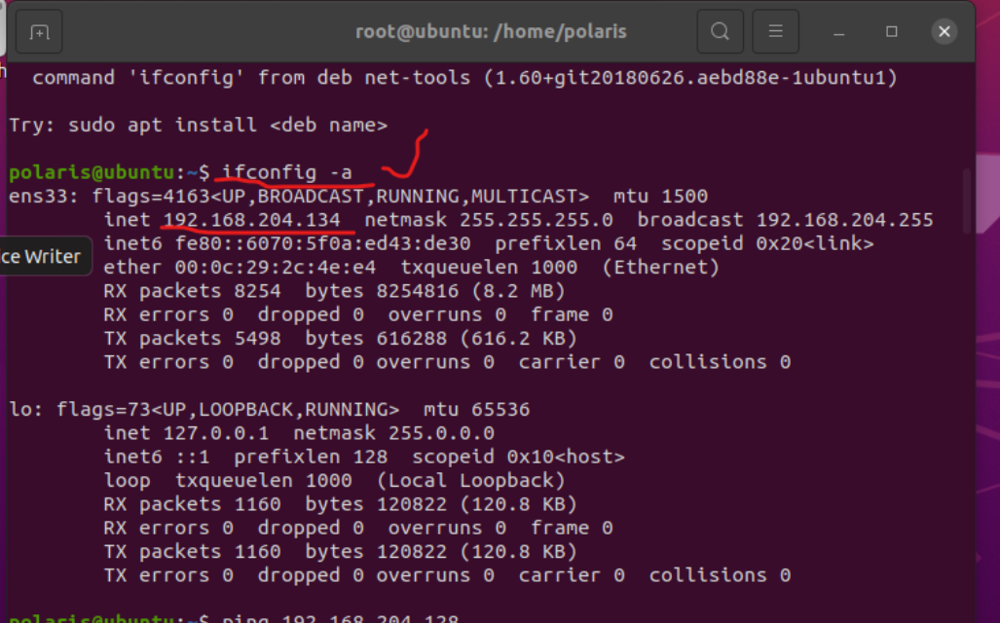 root@ubuntu: /home/polaris
command 'ifconfig' from deb net-tools (1.60+git20180626.aebd88e-1ubuntu1)
Try: sudo apt install <deb name>
polaris@ubuntu:~$ ifconfig -a
ens33: flags=4163<UP,BROADCAST,RUNNING,MULTICAST>  mtu 1500
inet 192.168.204.134  netmask 255.255.255.0  broadcast 192.168.204.255
inet6 fe80::6070:5f0a:ed43:de30  prefixlen 64  scopeid 0x20<link>
ice Writer
ether 00:0c:29:2c:4e:e4  txqueuelen 1000  (Ethernet)
RX packets 8254  bytes 8254816 (8.2 MB)
RX errors 0  dropped 0  overruns 0  frame 0
TX packets 5498  bytes 616288 (616.2 KB)
TX errors 0  dropped 0 overruns 0  carrier 0  collisions 0
lo: flags=73<UP,LOOPBACK,RUNNING>  mtu 65536
inet 127.0.0.1  netmask 255.0.0.0
inet6 ::1  prefixlen 128  scopeid 0x10<host>
loop  txqueuelen 1000  (Local Loopback)
RX packets 1160  bytes 120822 (120.8 KB)
RX errors 0  dropped 0  overruns 0  frame 0
TX packets 1160  bytes 120822 (120.8 KB)
TX errors 0  dropped 0 overruns 0  carrier 0  collisions 0
polaris@ubuntu:~$ ping 192.168.204.128